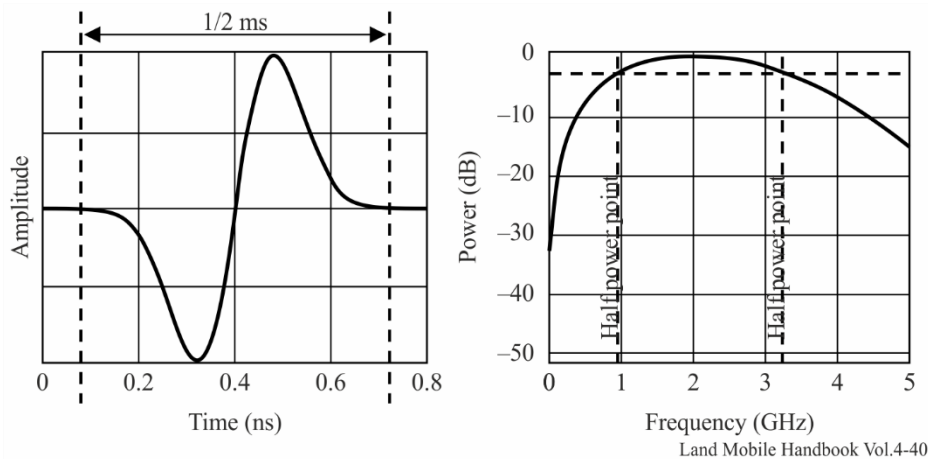 1/2 ms
Amplitude
0
0.2
0.4
0.6
0.8
Time (ns)
0
–10
–20
–30
–40
–50
Power (dB)
Half power point
Half power point
0
1
2
3
4
5
Frequency (GHz)
Land Mobile Handbook Vol.4-40